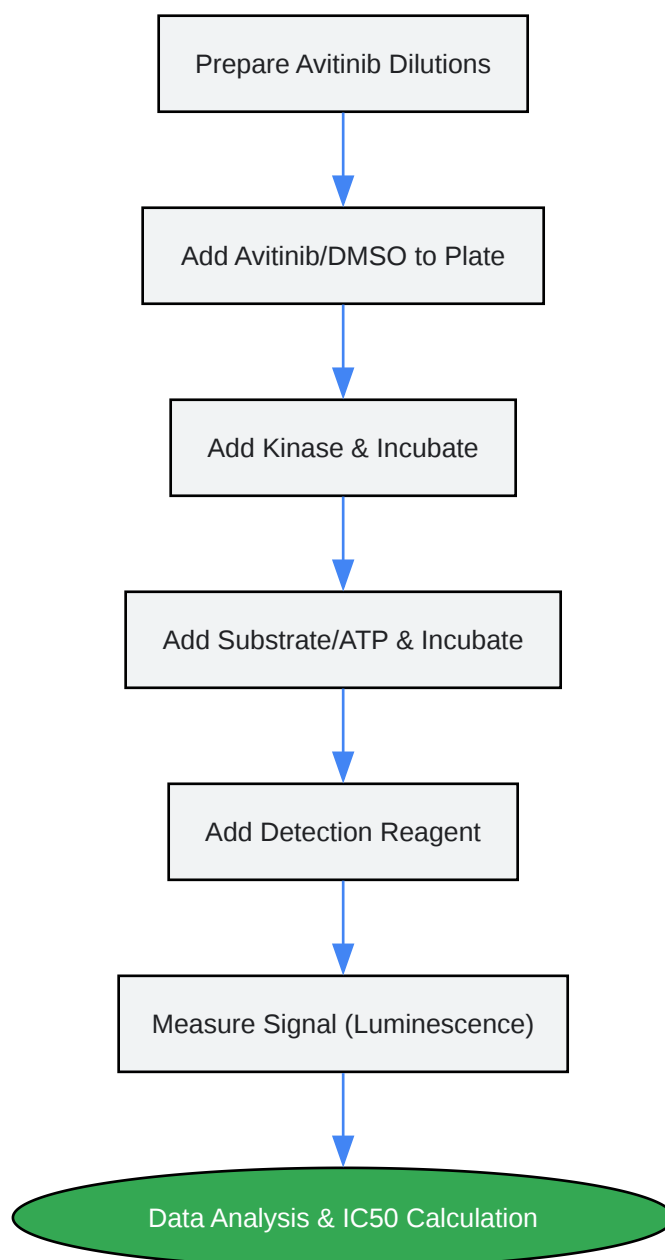 Prepare Avitinib Dilutions
Add Avitinib/DMSO to Plate
Add Kinase & Incubate
Add Substrate/ATP & Incubate
Add Detection Reagent
Measure Signal (Luminescence)
Data Analysis & IC50 Calculation